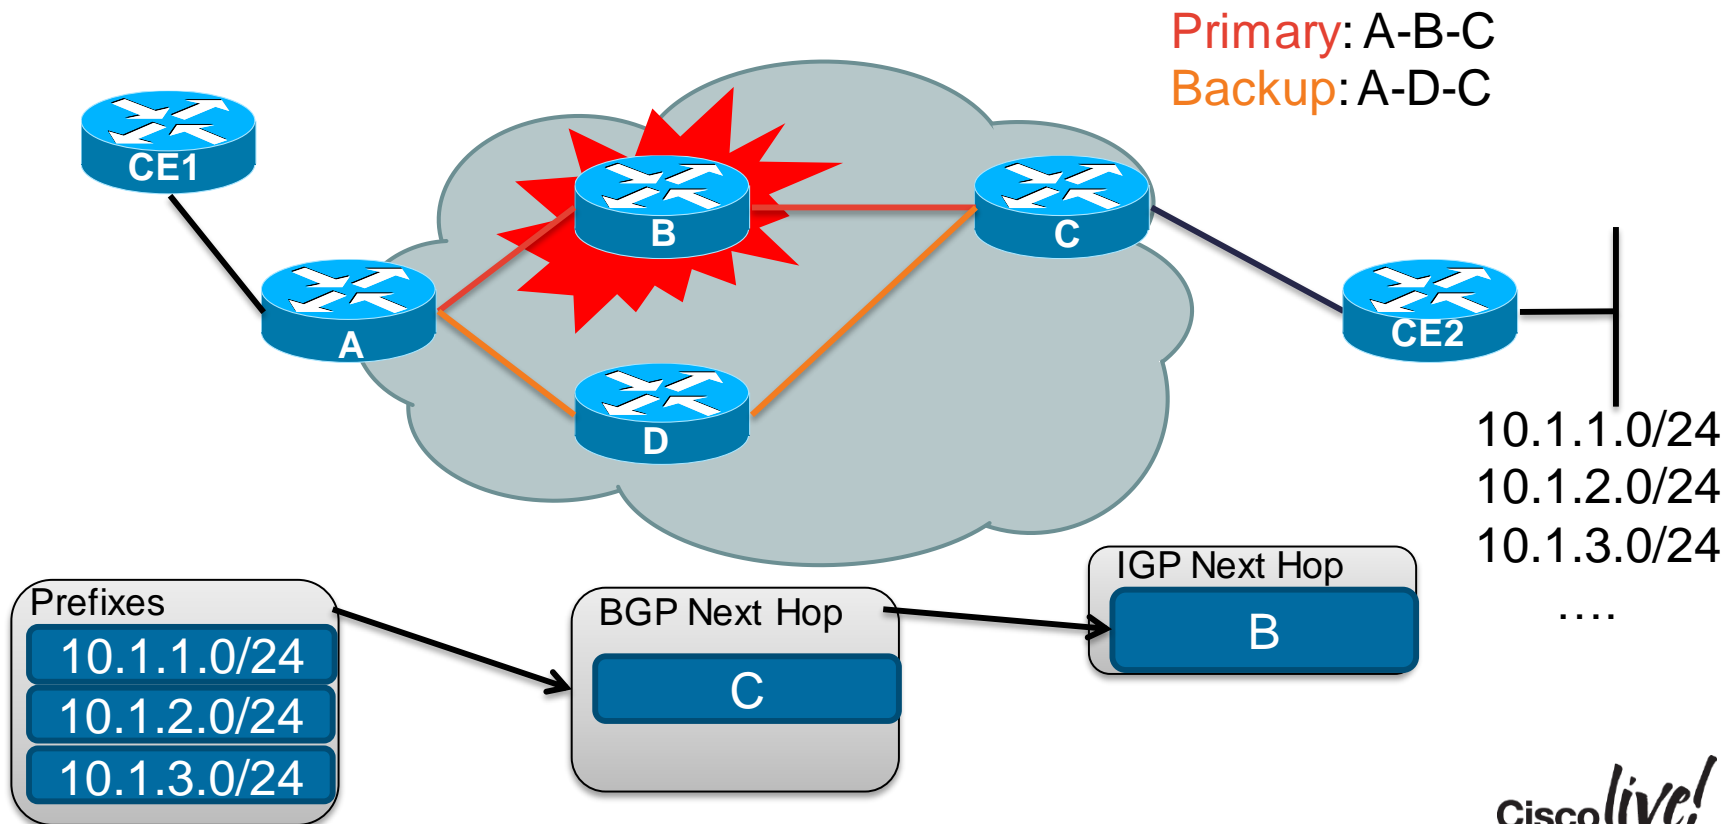 Primary: A-B-C
Backup: A-D-C
CE1
B
C
A
CE2
D
10.1.1.0/24
10.1.2.0/24
10.1.3.0/24
....
Prefixes
10.1.1.0/24
10.1.2.0/24
10.1.3.0/24
BGP Next Hop
C
IGP Next Hop
B
Cisco live!